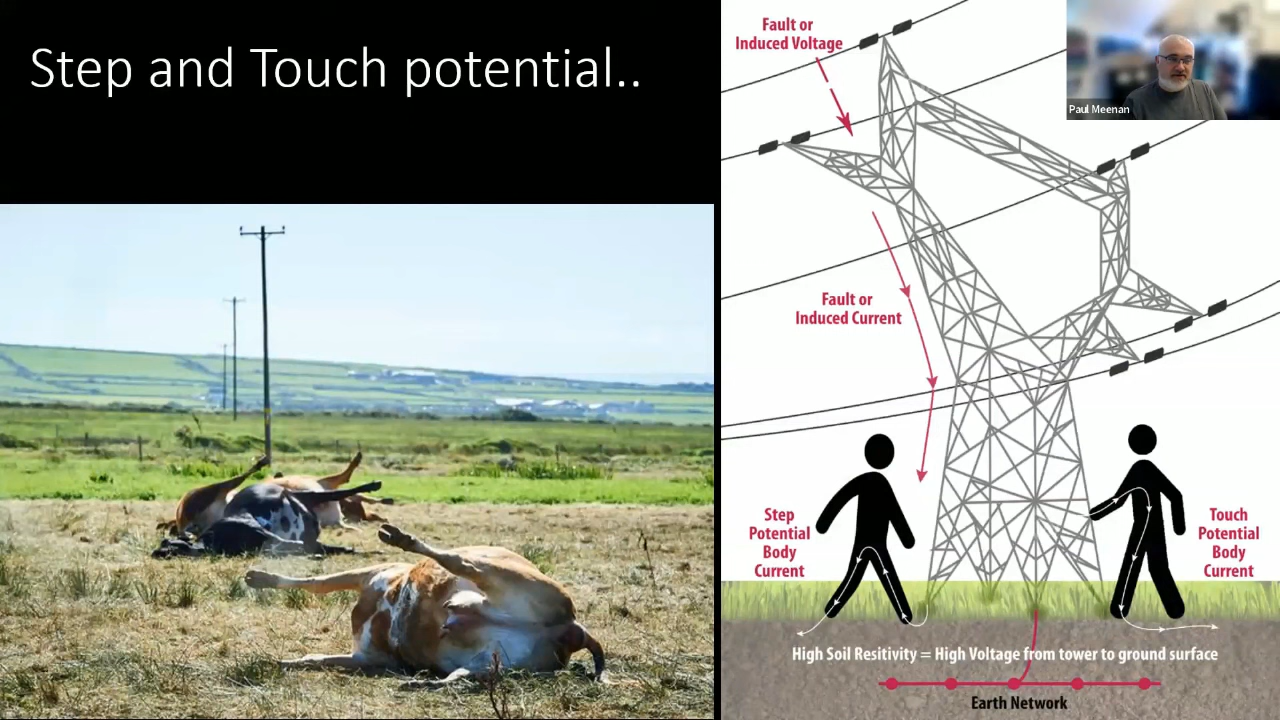 Step and Touch potential..
Fault or
Induced Voltage
Paul Meenan
Fault or
Induced Current
Step
Potential
Body
Current
Touch
Potential
Body
Current
High Soil Resitivity = High Voltage from tower to ground surface
Earth Network